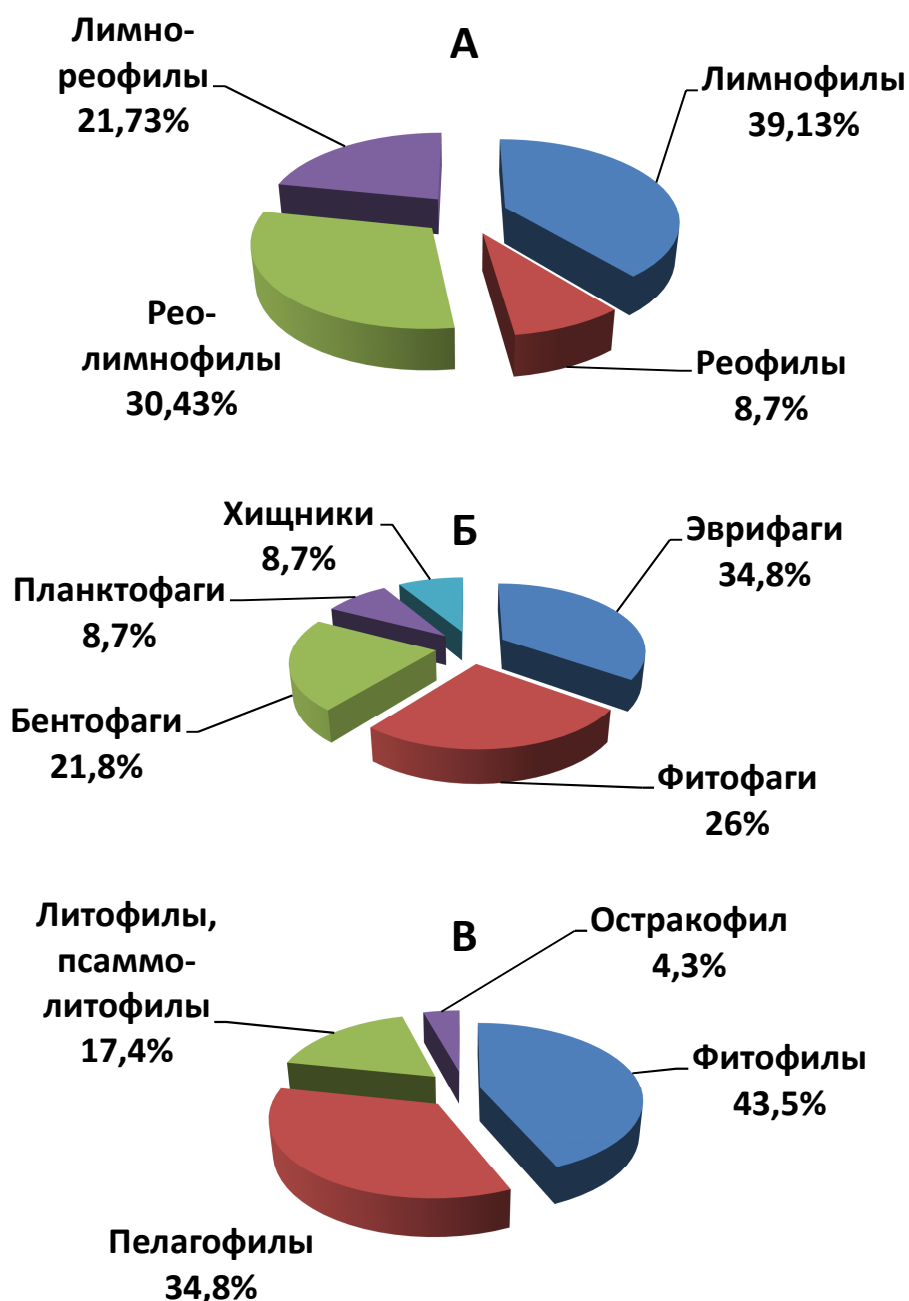 А
Лимно-
реофилы
21,73%
Лимнофилы
39,13%
Рео-
лимнофилы
30,43%
Реофилы
8,7%
Б
Хищники
8,7%
Эврифаги
34,8%
Планктофаги
8,7%
Бентофаги
21,8%
Фитофаги
26%
В
Литофилы,
псаммо-
литофилы
17,4%
Остракофил
4,3%
Фитофилы
43,5%
Пелагофилы
34,8%